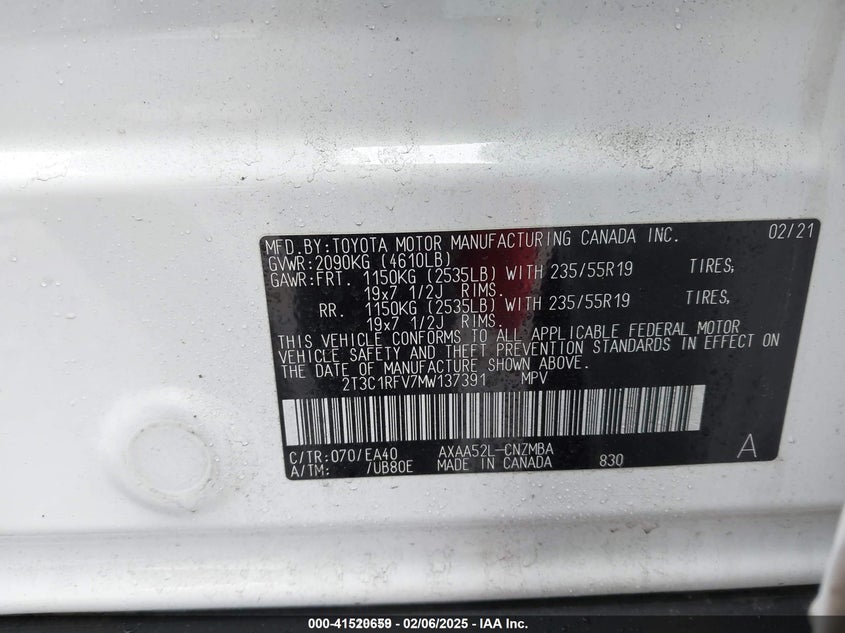 MFD.BY:TOYOTA MOTOR MANUFACTURING CANADA INC. 02/21
GVWR:2090KG (4610LB)
GAWR:FRT. 1150KG (2535LB) WITH 235/55R19 TIRES,
19x7 1/2J RIMS.
RR. 1150KG (2535LB) WITH 235/55R19 TIRES,
19x7 1/2J RIMS.
THIS VEHICLE CONFORMS TO ALL APPLICABLE FEDERAL MOTOR
VEHICLE SAFETY AND THEFT PREVENTION STANDARDS IN EFFECT ON
THE DATE OF MANUFACTURE SHOWN ABOVE.
2T3C1RFV7MW137391 MPV
C/TR:070/EA40 AXAA52L-CNZMBA A
A/TM: /UB80E MADE IN CANADA 830
02/06/2025 - IAA Inc.